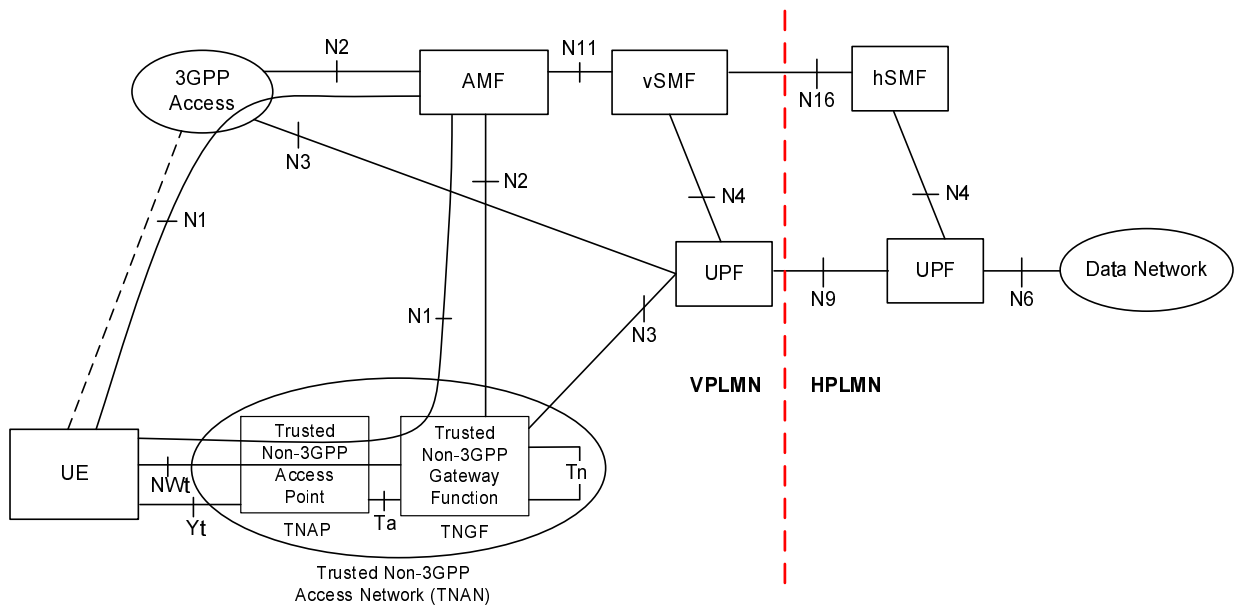 N2
N11
3GPP
Access
AMF
vSMF
hSMF
N16
N3
N2
N1
N4
N4
UPF
UPF
Data Network
N9
N6
N1
N3
VPLMN
HPLMN
UE
Trusted
Non-3GPP
Access
Point
Trusted
Non-3GPP
Gateway
Function
Tn
NWt
Yt
Ta
TNAP
TNGF
Trusted Non-3GPP
Access Network (TNAN)